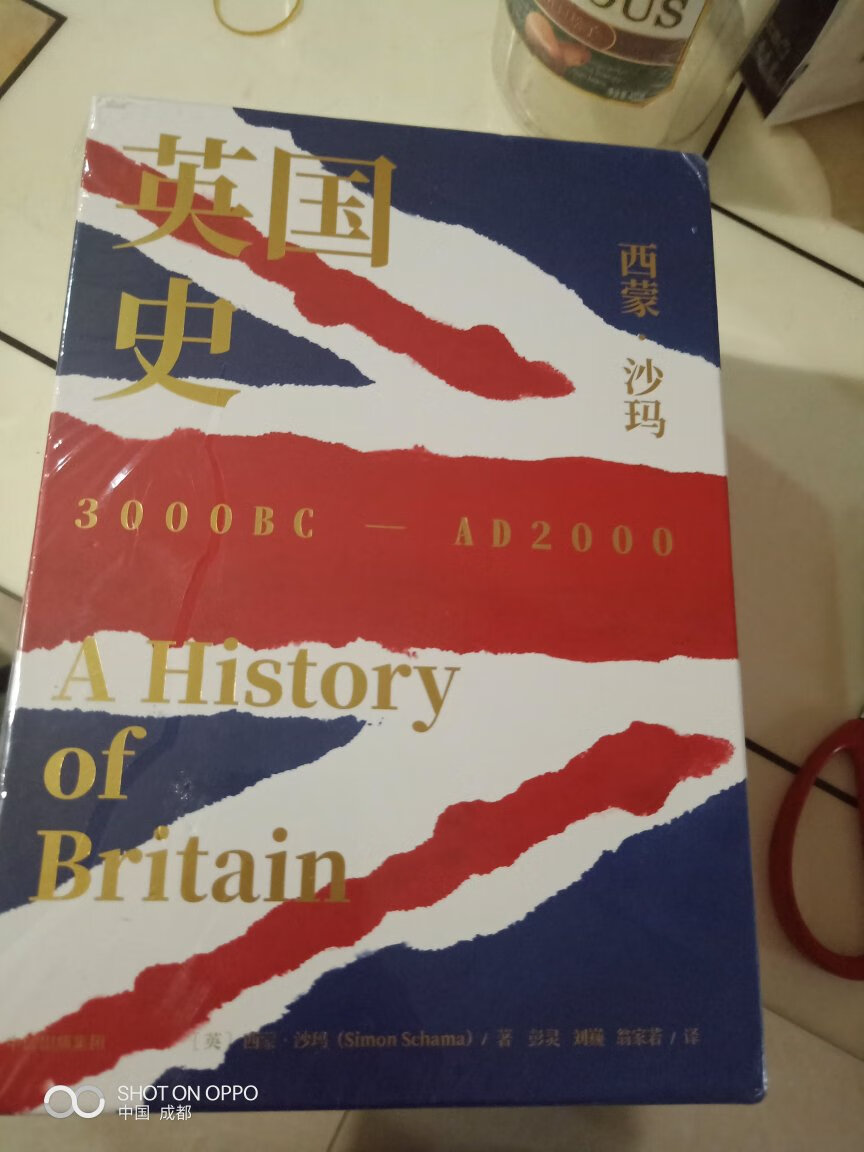 OUS
英国
史
西蒙·沙玛
3000BC — AD2000
A History
of
Britain
[英] 西蒙·沙玛 (Simon Schama) / 著 彭灵 刘巍 翁家若 / 译
SHOT ON OPPO
中国 成都